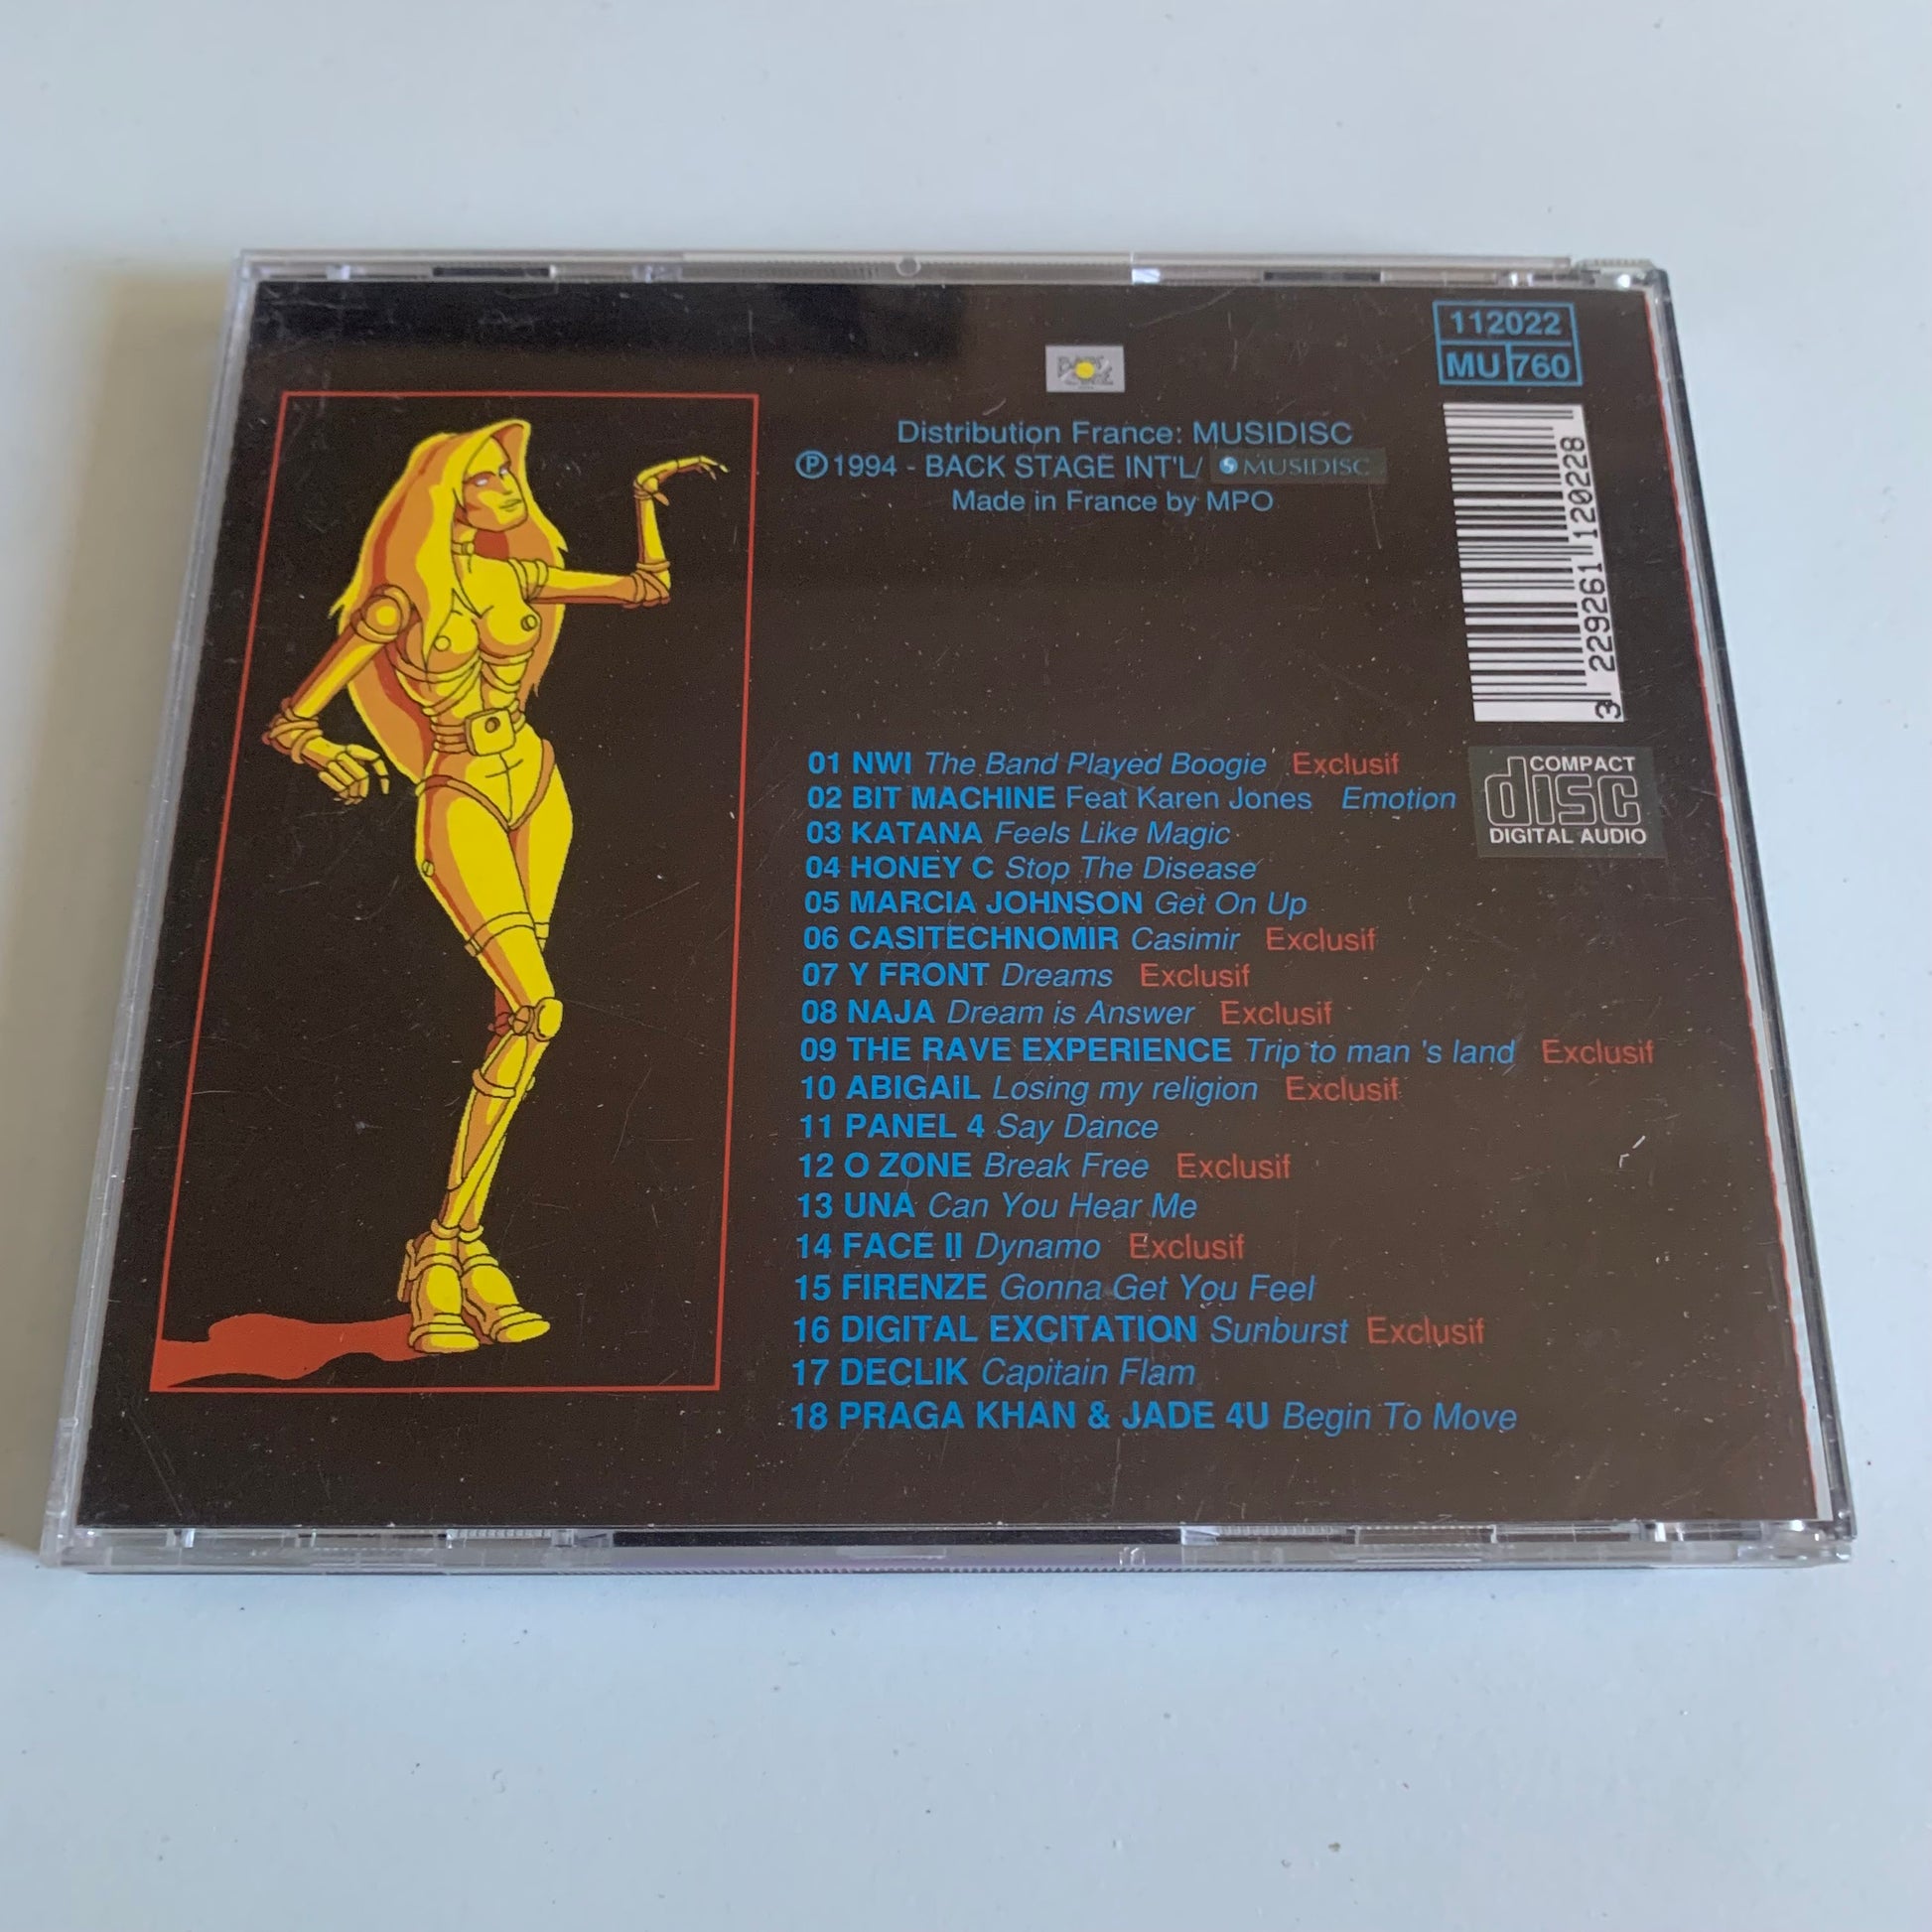 112022
MU 760
Distribution France: MUSIDISC
Ⓟ 1994 - BACK STAGE INT'L/ MUSIDISC
Made in France by MPO
3 229261 120228
COMPACT
disc
DIGITAL AUDIO
01 NWI The Band Played Boogie Exclusif
02 BIT MACHINE Feat Karen Jones Emotion
03 KATANA Feels Like Magic
04 HONEY C Stop The Disease
05 MARCIA JOHNSON Get On Up
06 CASITECHNOMIR Casimir Exclusif
07 Y FRONT Dreams Exclusif
08 NAJA Dream is Answer Exclusif
09 THE RAVE EXPERIENCE Trip to man 's land Exclusif
10 ABIGAIL Losing my religion Exclusif
11 PANEL 4 Say Dance
12 O ZONE Break Free Exclusif
13 UNA Can You Hear Me
14 FACE II Dynamo Exclusif
15 FIRENZE Gonna Get You Feel
16 DIGITAL EXCITATION Sunburst Exclusif
17 DECLIK Capitain Flam
18 PRAGA KHAN & JADE 4U Begin To Move